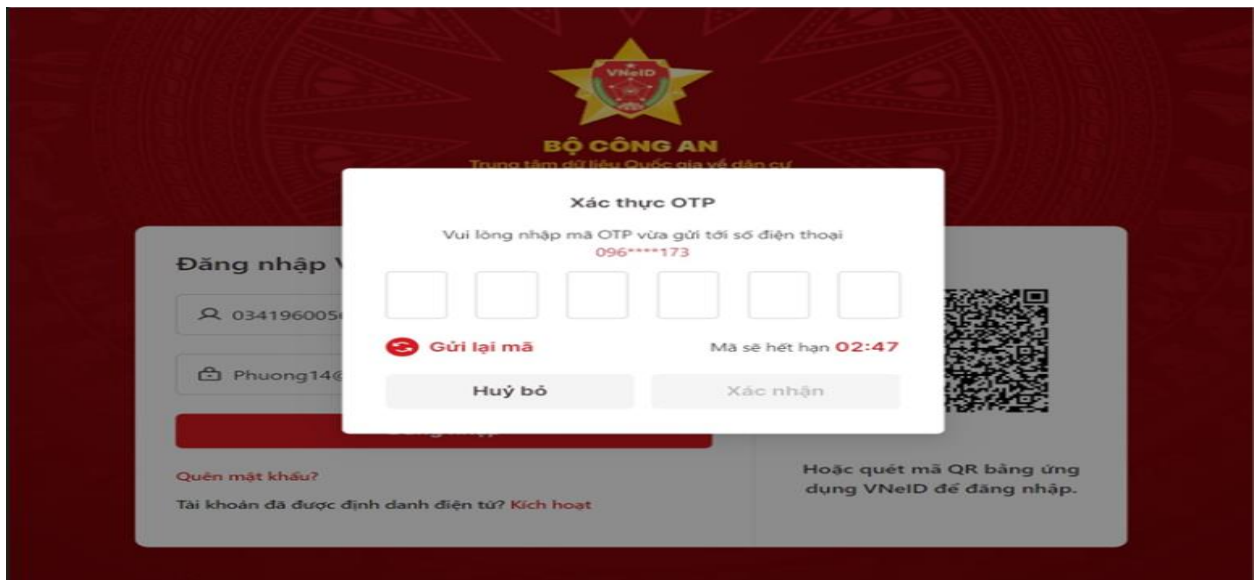 VNeID
BỘ CÔNG AN
Trung tâm dữ liệu Quốc gia về dân cư
Xác thực OTP
Vui lòng nhập mã OTP vừa gửi tới số điện thoại
096****173
Đăng nhập
034196005
Gửi lại mã
Mã sẽ hết hạn 02:47
Phuong14@
Huỷ bỏ
Xác nhận
Quên mật khẩu?
Tài khoản đã được định danh điện tử? Kích hoạt
Hoặc quét mã QR bằng ứng
dụng VNeID để đăng nhập.